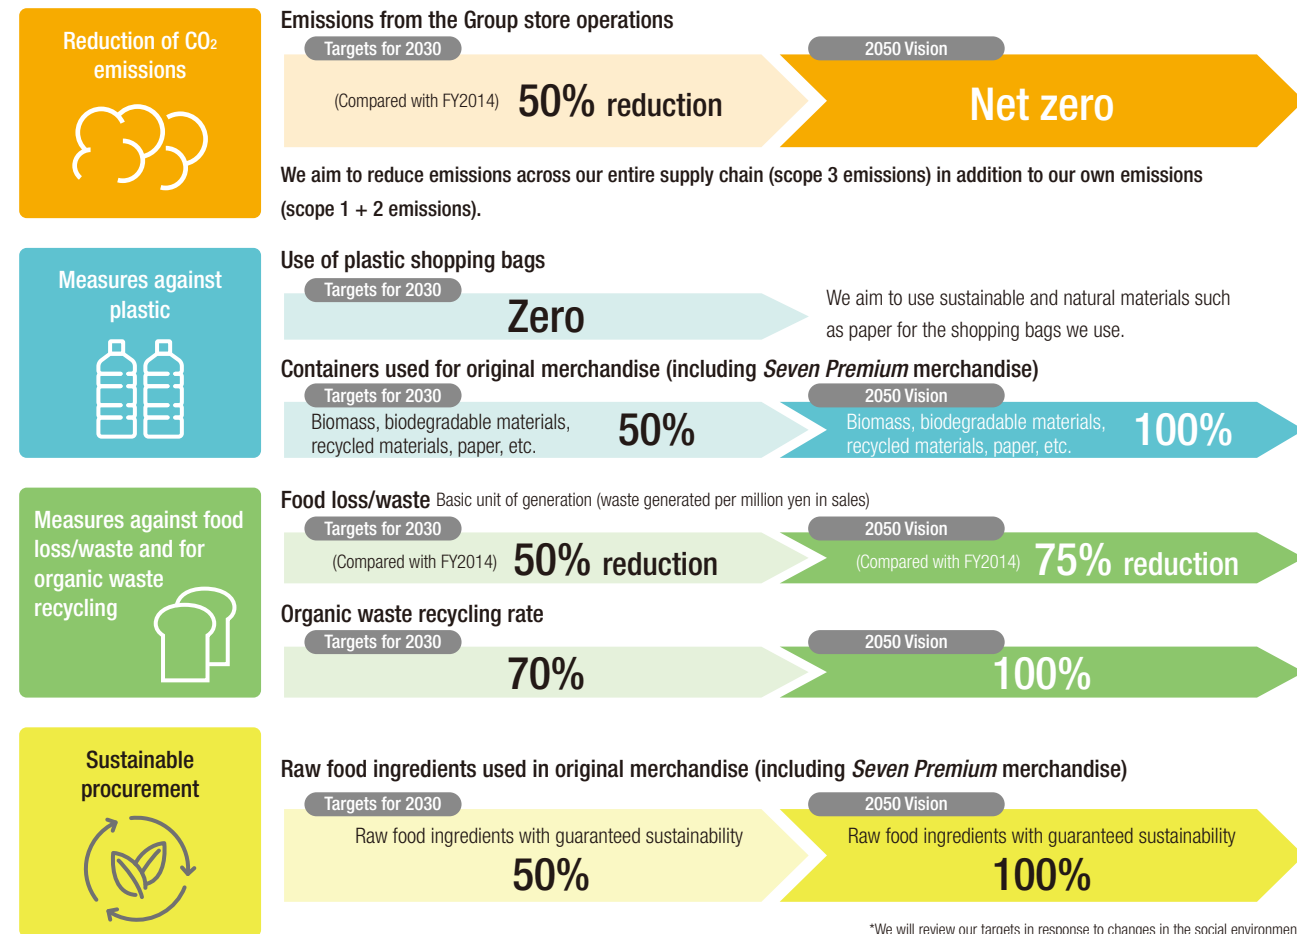 Reduction of CO₂
emissions
Emissions from the Group store operations
Targets for 2030
(Compared with FY2014) 50% reduction
2050 Vision
Net zero
We aim to reduce emissions across our entire supply chain (scope 3 emissions) in addition to our own emissions
(scope 1 + 2 emissions).
Measures against
plastic
Use of plastic shopping bags
Targets for 2030
Zero
We aim to use sustainable and natural materials such
as paper for the shopping bags we use.
Containers used for original merchandise (including Seven Premium merchandise)
Targets for 2030
Biomass, biodegradable materials,
recycled materials, paper, etc.
50%
2050 Vision
Biomass, biodegradable materials,
recycled materials, paper, etc.
100%
Measures against food
loss/waste and for
organic waste
recycling
Food loss/waste Basic unit of generation (waste generated per million yen in sales)
Targets for 2030
(Compared with FY2014) 50% reduction
2050 Vision
(Compared with FY2014) 75% reduction
Organic waste recycling rate
Targets for 2030
70%
2050 Vision
100%
Sustainable
procurement
Raw food ingredients used in original merchandise (including Seven Premium merchandise)
Targets for 2030
Raw food ingredients with guaranteed sustainability
50%
2050 Vision
Raw food ingredients with guaranteed sustainability
100%
*We will review our targets in response to changes in the social environmen